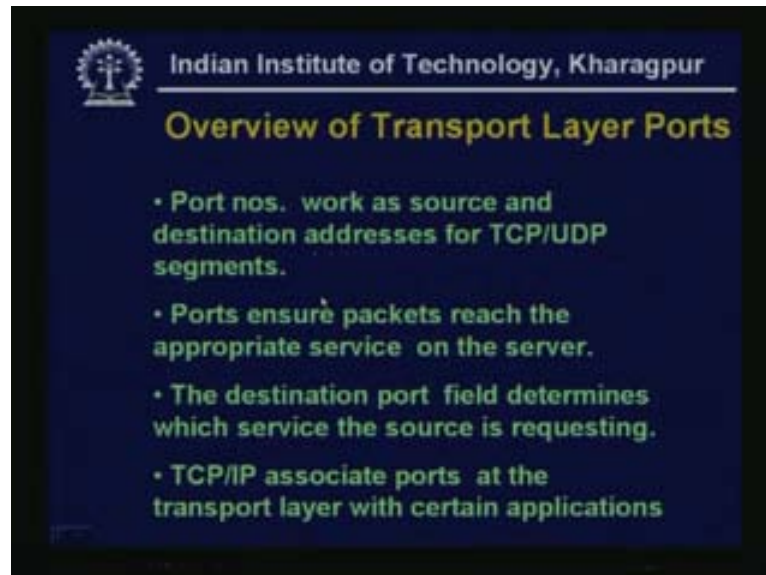 Indian Institute of Technology, Kharagpur
Overview of Transport Layer Ports
• Port nos. work as source and
destination addresses for TCP/UDP
segments.
• Ports ensure packets reach the
appropriate service on the server.
• The destination port field determines
which service the source is requesting.
• TCP/IP associate ports at the
transport layer with certain applications